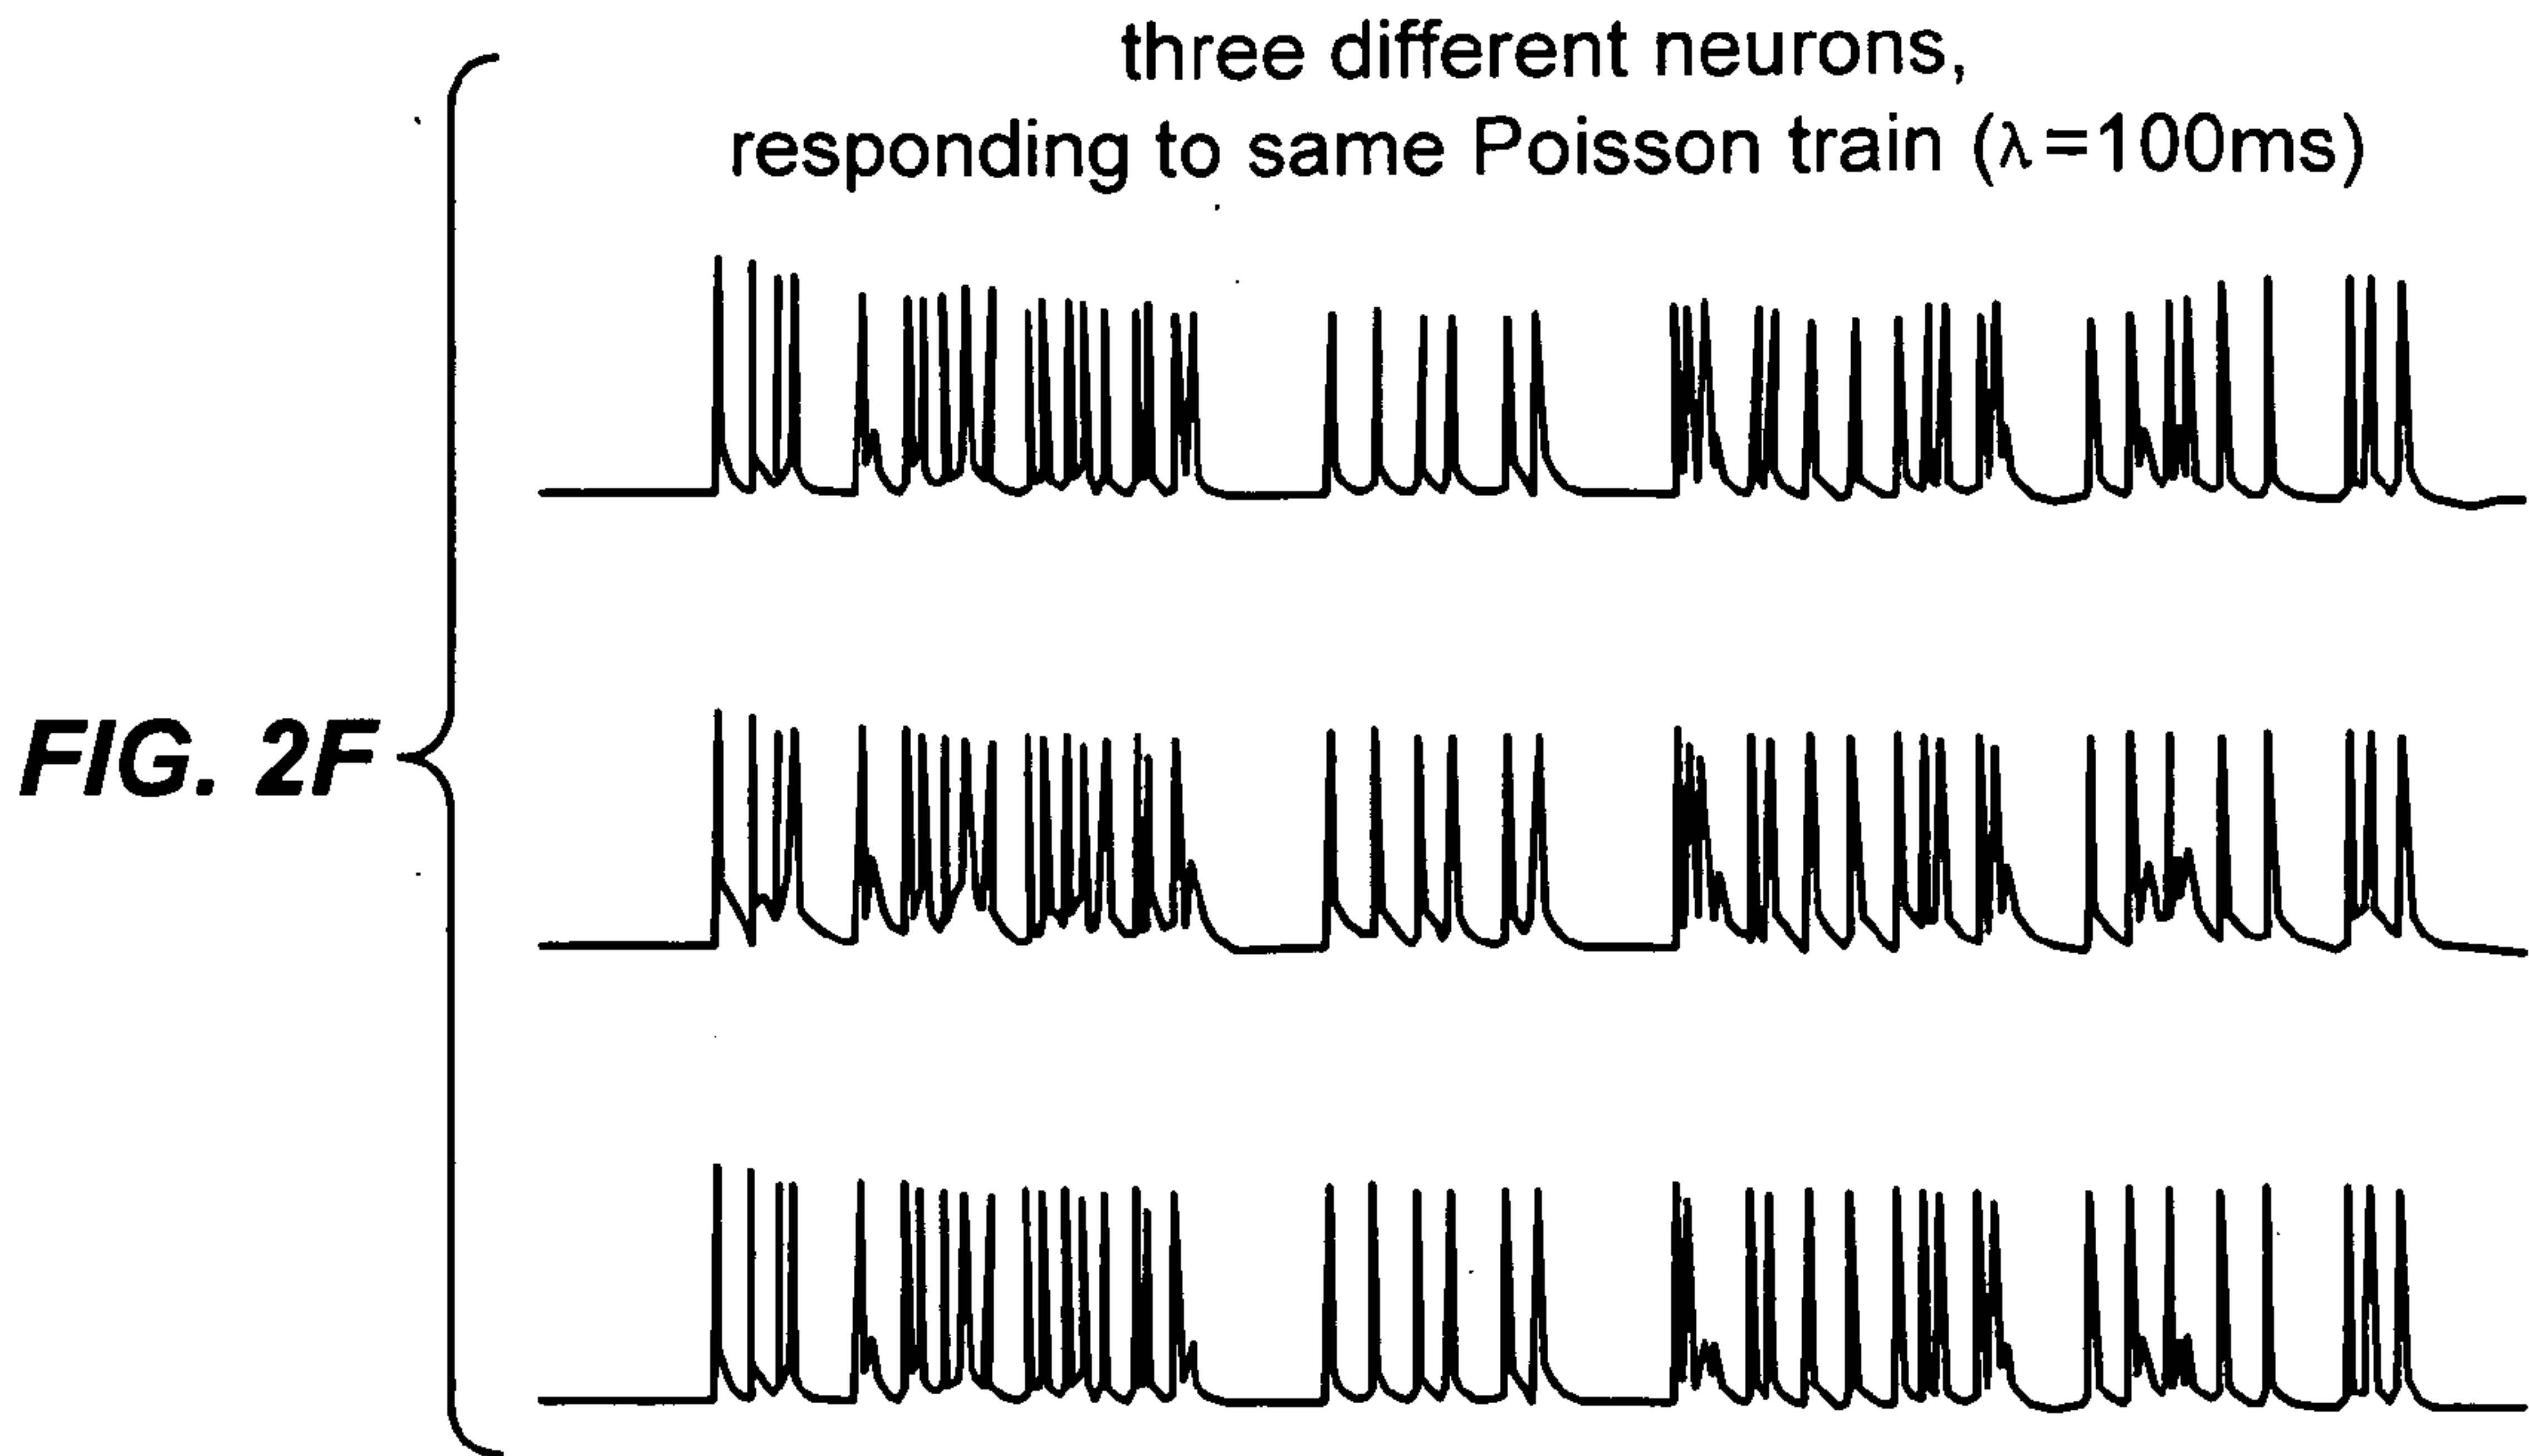 three different neurons,
responding to same Poisson train (λ=100ms)
FIG. 2F